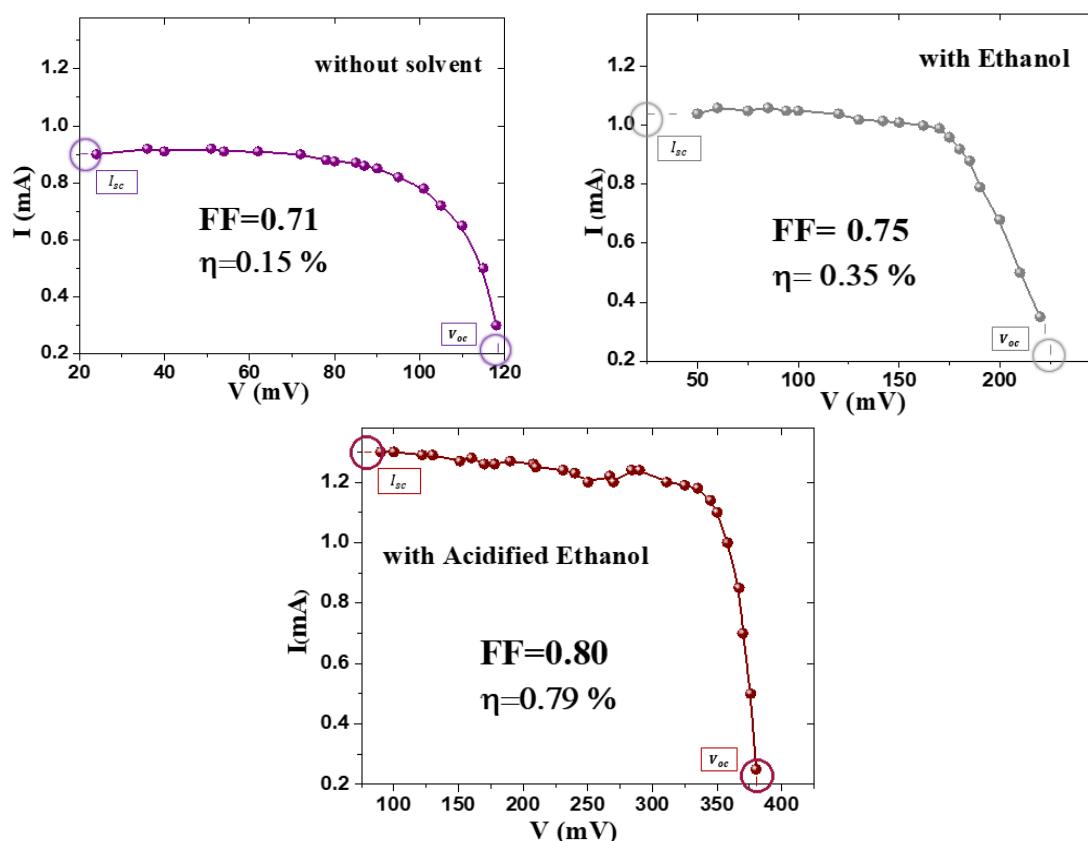 without solvent
1.2
1.0
0.8
0.6
0.4
0.2
I (mA)
Isc
FF=0.71
η=0.15 %
Voc
20 40 60 80 100 120
V (mV)
with Ethanol
1.2
1.0
0.8
0.6
0.4
0.2
I (mA)
Isc
FF= 0.75
η= 0.35 %
Voc
50 100 150 200
V (mV)
1.2
1.0
0.8
0.6
0.4
0.2
I(mA)
Isc
with Acidified Ethanol
FF=0.80
η=0.79 %
Voc
100 150 200 250 300 350 400
V (mV)